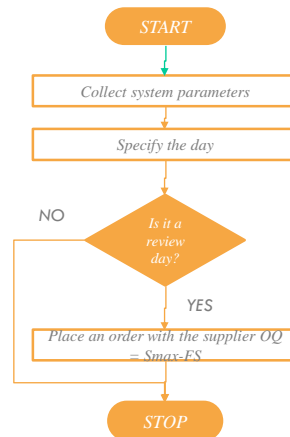 START
Collect system parameters
Specify the day
Is it a
review
day?
NO
YES
Place an order with the supplier OQ
= Smax-FS
STOP